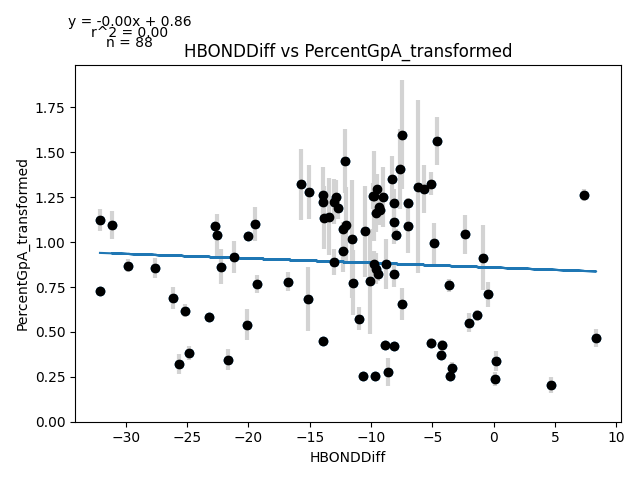 y = -0.00x + 0.86
r^2 = 0.00
n = 88
HBONDDiff vs PercentGpA_transformed
PercentGpA_transformed
1.75
1.50
1.25
1.00
0.75
0.50
0.25
0.00
−30
−25
−20
−15
−10
−5
0
5
10
HBONDDiff